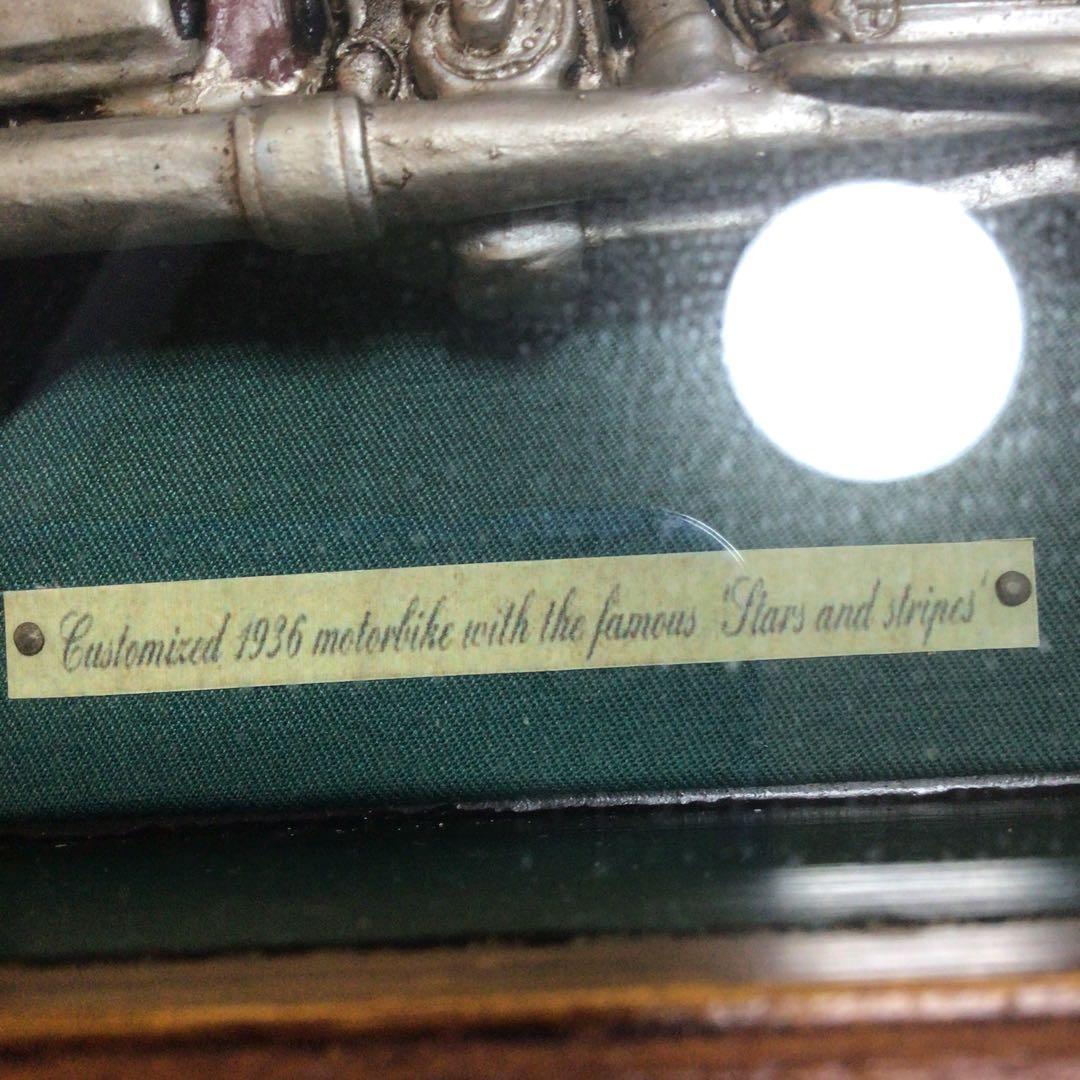 Customized 1936 motorbike with the famous 'Stars and stripes'